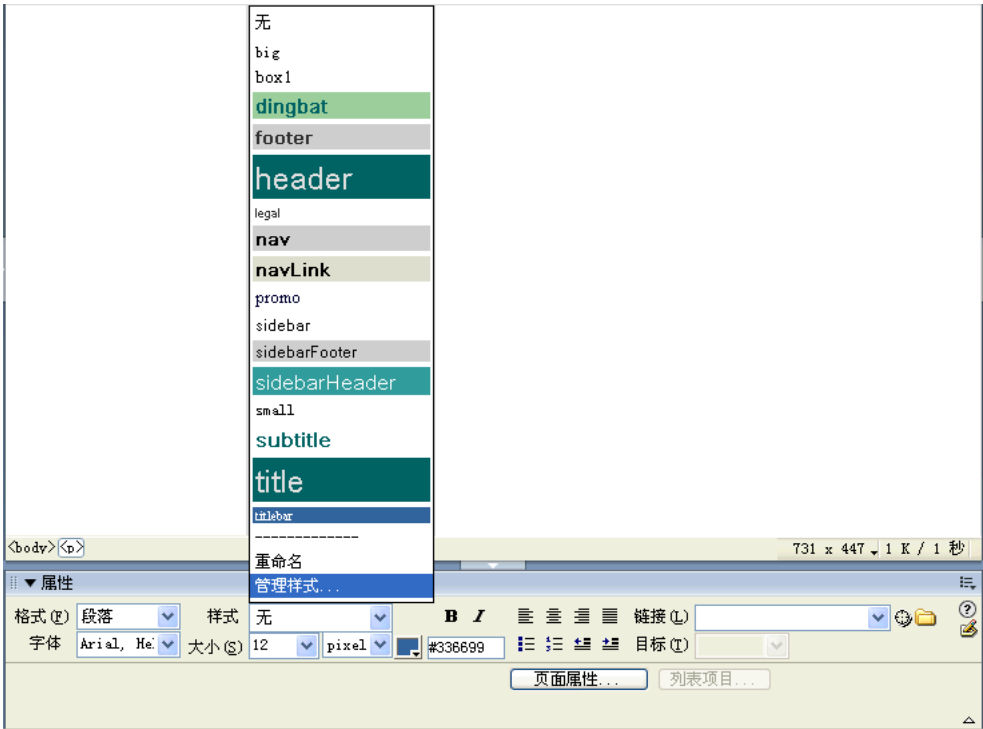 无
big
box1
dingbat
footer
header
legal
nav
navLink
promo
sidebar
sidebarFooter
sidebarHeader
small
subtitle
title
titlebar
-------------
重命名
管理样式...
<body> <p> 731 x 447 1 K / 1 秒
属性
格式(F) 段落 样式 无 B I 链接(L)
字体 Arial, He 大小(S) 12 pixel #336699 目标(T)
页面属性... 列表项目...